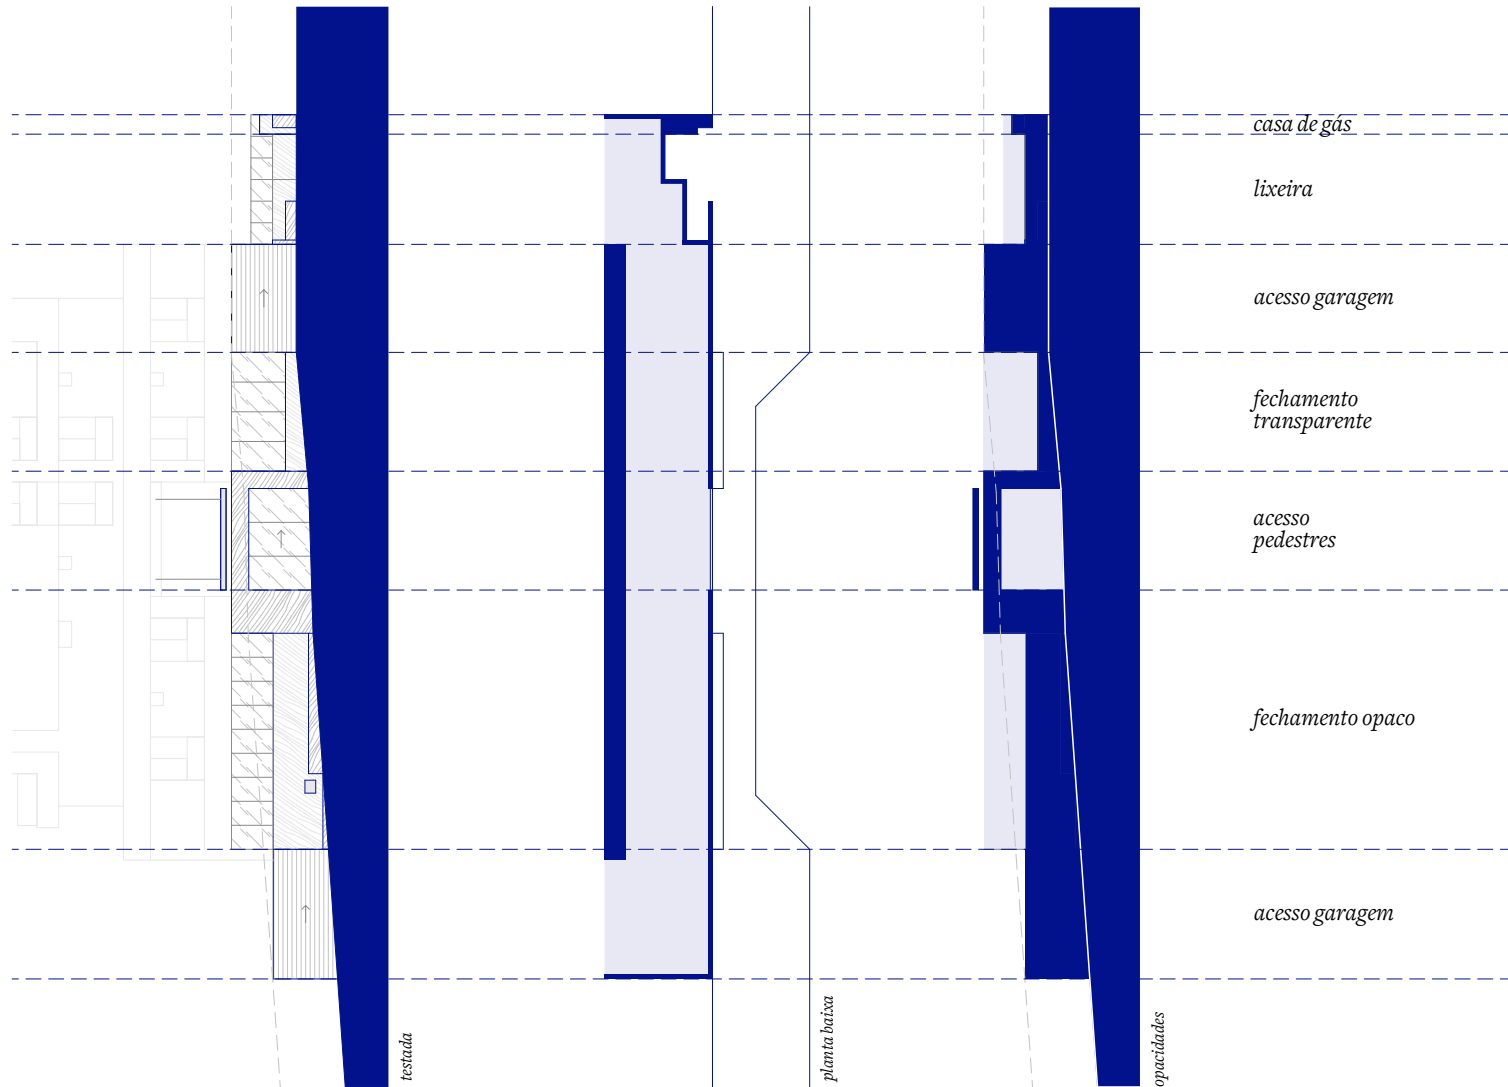 casa de gás
lixeira
acesso garagem
fechamento
transparente
acesso
pedestres
fechamento opaco
acesso garagem
testada
planta baixa
opacidades